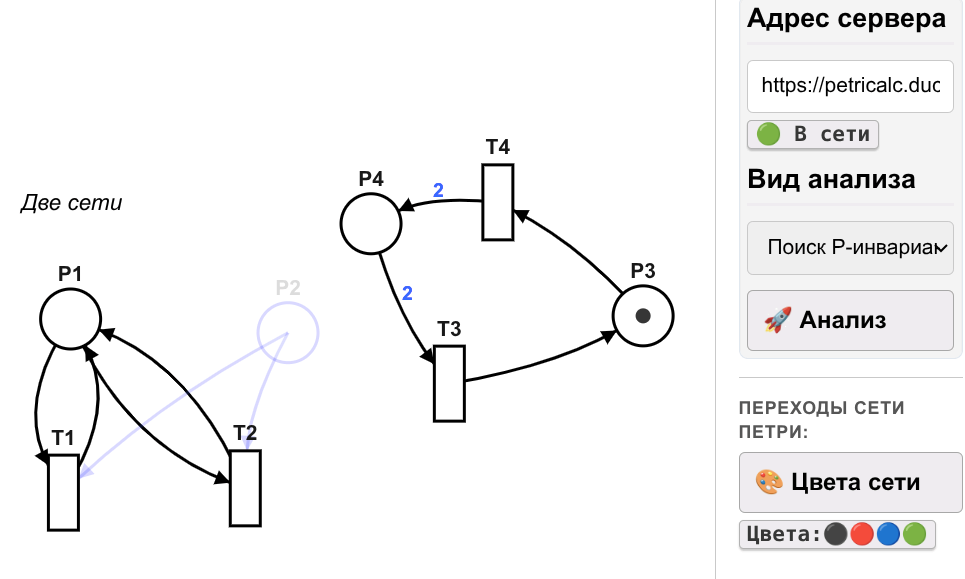 Две сети
P1
P2
T1
T2
P4
2
T4
P3
2
T3
Адрес сервера
https://petricalc.duc
В сети
Вид анализа
Поиск P-инвариан
Анализ
ПЕРЕХОДЫ СЕТИ
ПЕТРИ:
Цвета сети
Цвета: